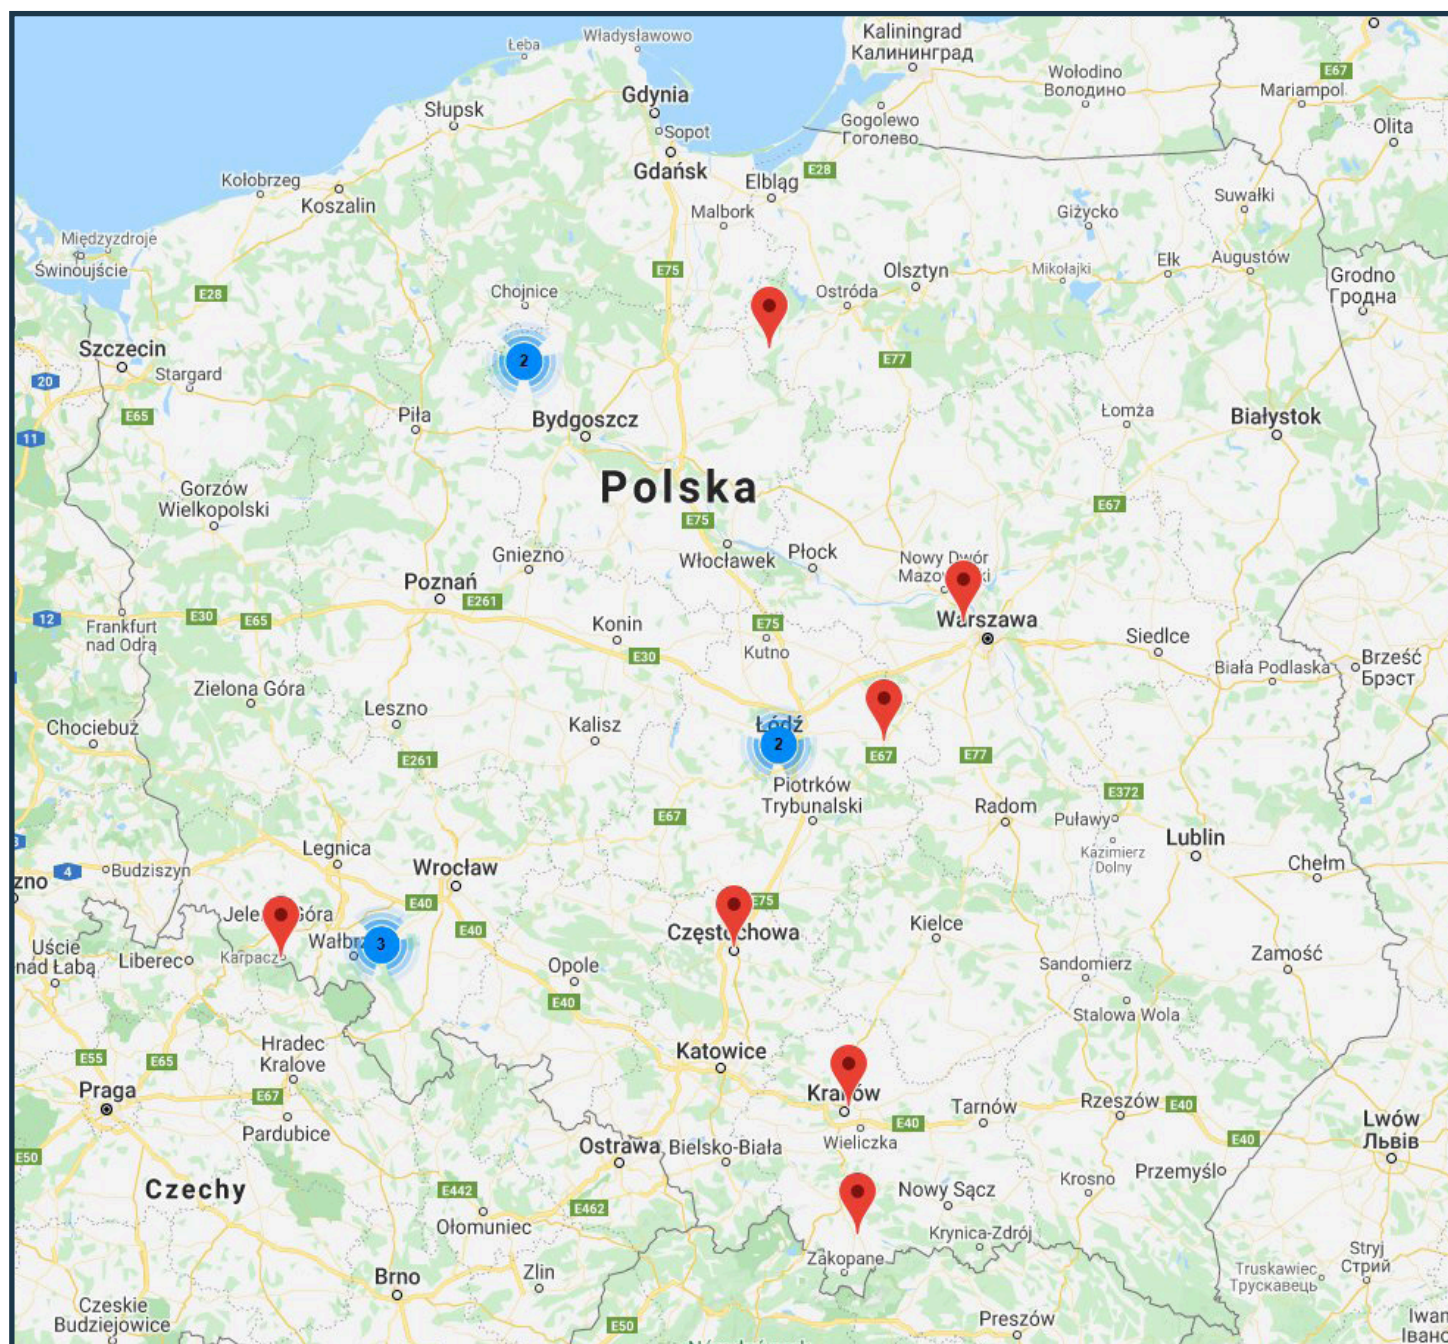 Łeba
Władysławowo
Kaliningrad
Калининград
E67
Wołodino
Володино
Mariampol
Gdynia
Słupsk
Sopot
Gogolewo
Гоголево
Olita
Gdańsk
E28
Kołobrzeg
Elbląg
Koszalin
Suwałki
Malbork
Giżycko
Międzyzdroje
Świnoujście
E75
Olsztyn
Mikołajki
Ełk
Augustów
Grodno
Гродна
E28
Chojnice
Ostróda
Szczecin
2
E77
Stargard
20
E65
Piła
Bydgoszcz
Łomża
Białystok
11
Polska
Gorzów
Wielkopolski
E67
E75
Gniezno
Włocławek
Płock
Nowy Dwór
Poznań
E261
12
E30
E65
Frankfurt
nad Odrą
Konin
E75
Warszawa
Siedlce
Kutno
E30
Biała Podlaska
Brześć
Брэст
Zielona Góra
Leszno
Kalisz
Łódź
2
Chociebuż
E67
E77
E261
Piotrków
Trybunalski
E372
Radom
Puławy
E67
Lublin
Kazimierz
Dolny
Legnica
Wrocław
4
Budziszyn
Chełm
E75
E40
Kielce
Częstochowa
E40
3
Uście
nad Łabą
Liberec
Karpacz
Opole
Sandomierz
Zamość
E40
Stalowa Wola
Hradec
Kralove
E55
E65
Katowice
Praga
E67
Kraków
E40
Tarnów
Rzeszów
E40
Lwów
Львів
Pardubice
Wieliczka
E40
E50
Ostrawa
Bielsko-Biała
Przemyśl
Krosno
Czechy
E442
Nowy Sącz
E462
Ołomuniec
Krynica-Zdrój
Zakopane
Stryj
Стрий
Truskawiec
Трускавець
Brno
Zlin
Czeskie
Budziejowice
E50
Preszów